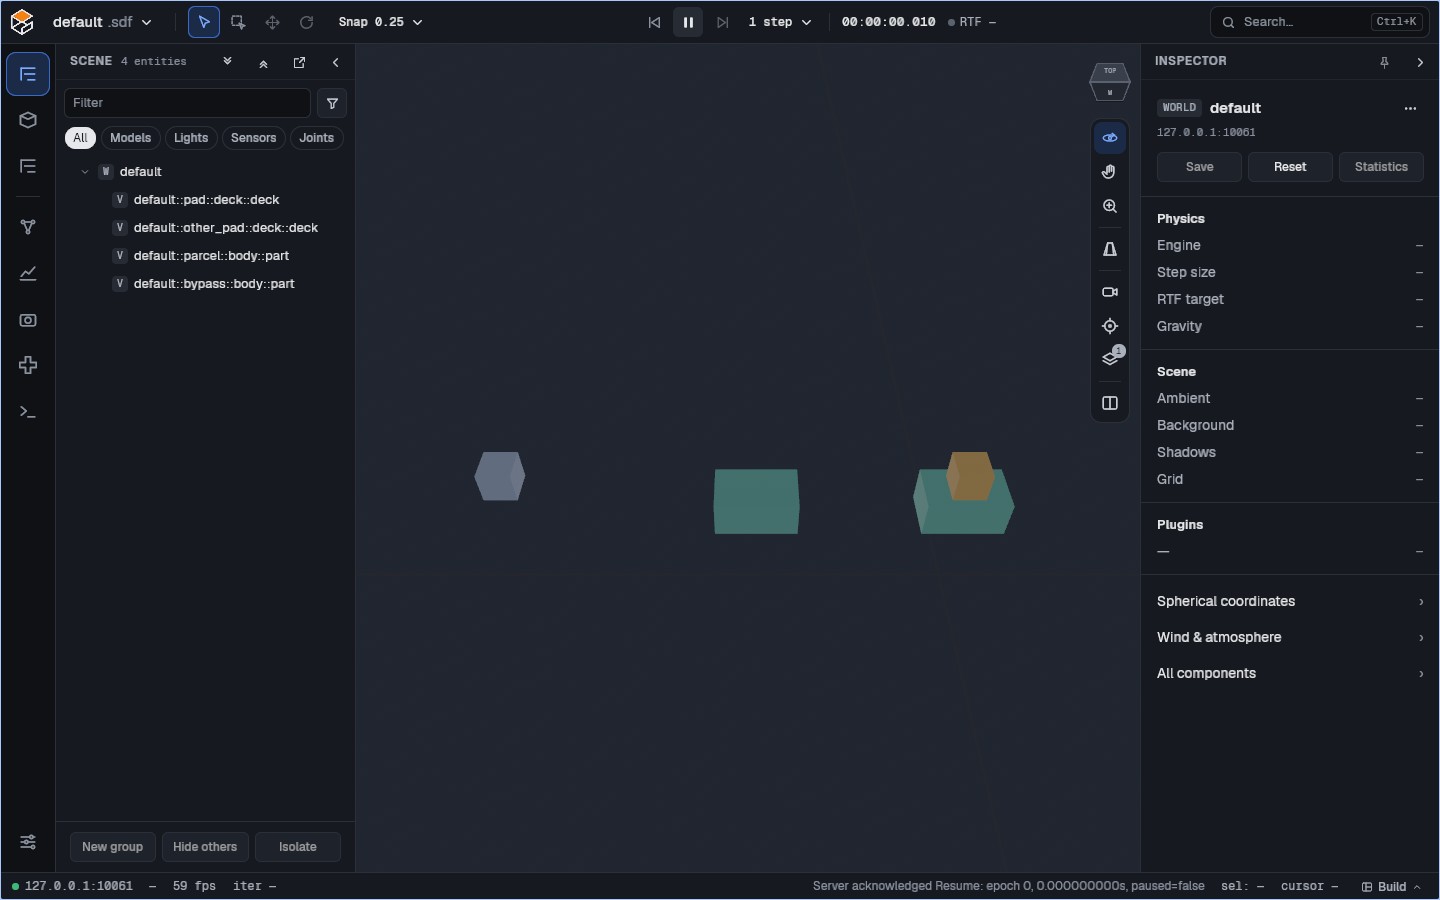 default .sdf
Snap 0.25
1 step
00:00:00.010
RTF –
Search…
Ctrl+K
SCENE 4 entities
Filter
All
Models
Lights
Sensors
Joints
W default
V default::pad::deck::deck
V default::other_pad::deck::deck
V default::parcel::body::part
V default::bypass::body::part
New group
Hide others
Isolate
TOP
W
1
INSPECTOR
WORLD default
127.0.0.1:10061
Save
Reset
Statistics
Physics
Engine –
Step size –
RTF target –
Gravity –
Scene
Ambient –
Background –
Shadows –
Grid –
Plugins
— –
Spherical coordinates ›
Wind & atmosphere ›
All components ›
127.0.0.1:10061 – 59 fps iter –
Server acknowledged Resume: epoch 0, 0.000000000s, paused=false sel: – cursor – Build